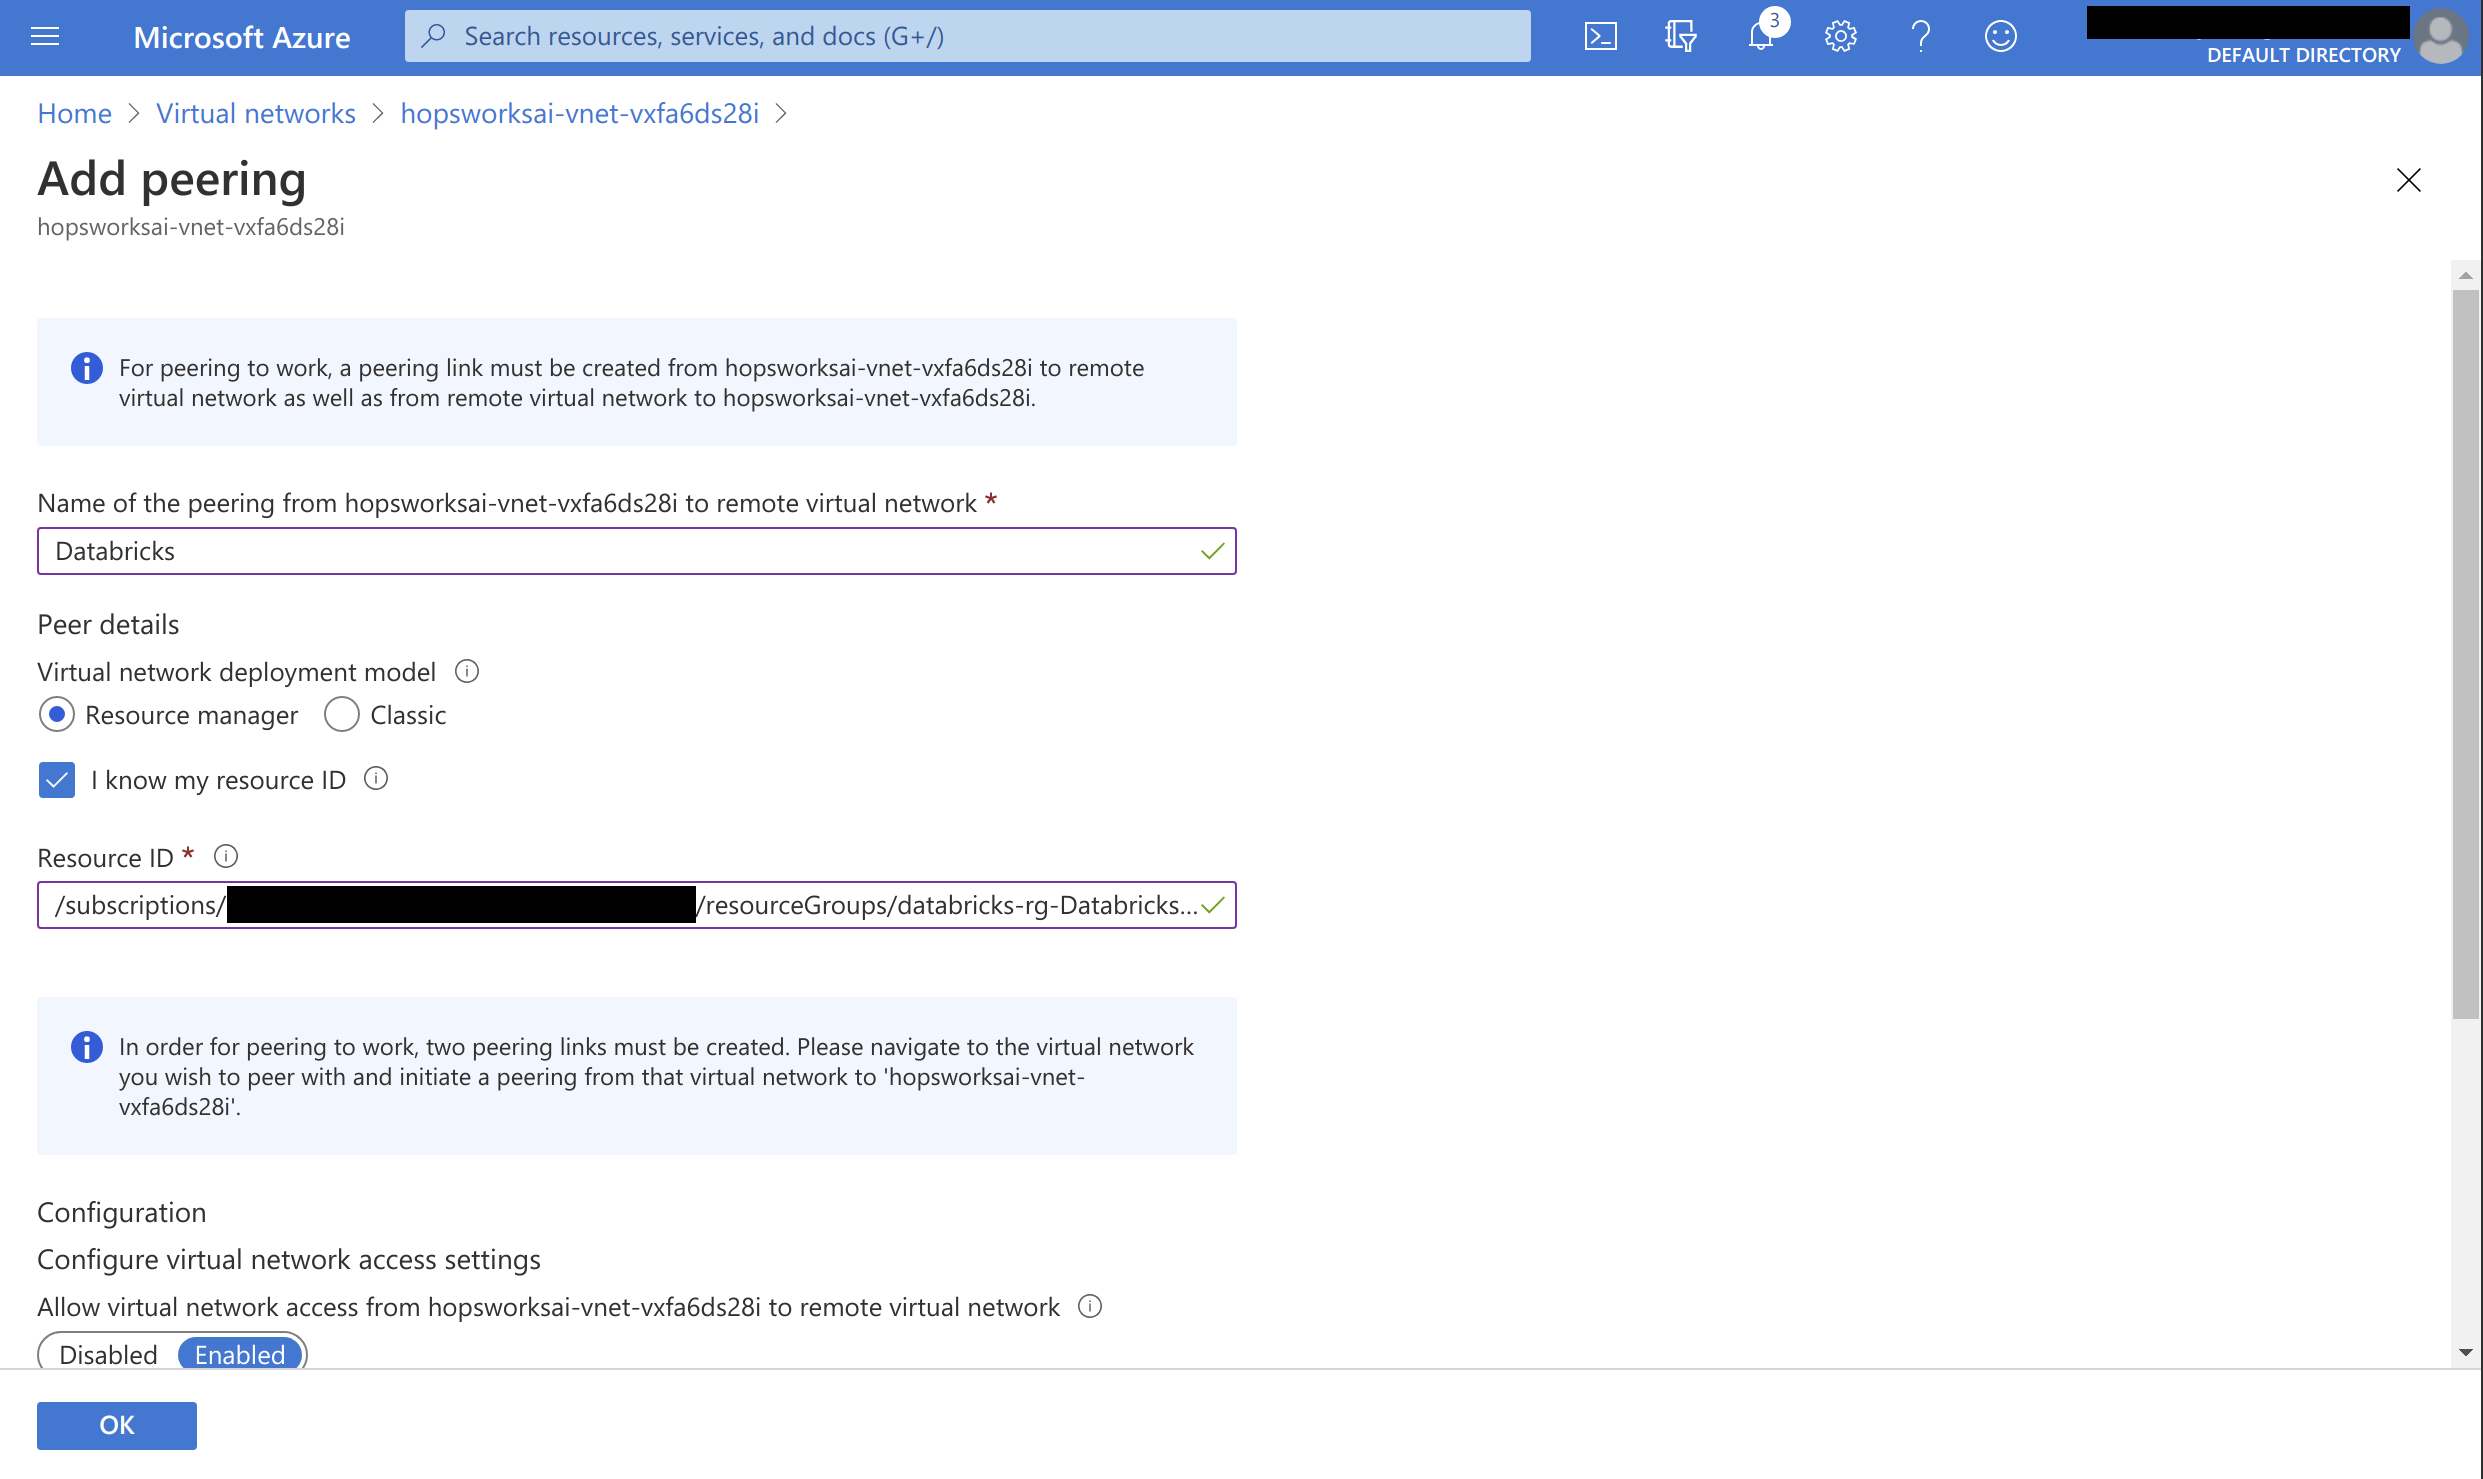 Microsoft Azure
Search resources, services, and docs (G+/)
3
DEFAULT DIRECTORY
Home > Virtual networks > hopsworksai-vnet-vxfa6ds28i >
Add peering
hopsworksai-vnet-vxfa6ds28i
For peering to work, a peering link must be created from hopsworksai-vnet-vxfa6ds28i to remote
virtual network as well as from remote virtual network to hopsworksai-vnet-vxfa6ds28i.
Name of the peering from hopsworksai-vnet-vxfa6ds28i to remote virtual network *
Databricks
Peer details
Virtual network deployment model
Resource manager Classic
I know my resource ID
Resource ID *
/subscriptions/ /resourceGroups/databricks-rg-Databricks...
In order for peering to work, two peering links must be created. Please navigate to the virtual network
you wish to peer with and initiate a peering from that virtual network to 'hopsworksai-vnet-
vxfa6ds28i'.
Configuration
Configure virtual network access settings
Allow virtual network access from hopsworksai-vnet-vxfa6ds28i to remote virtual network
Disabled Enabled
OK